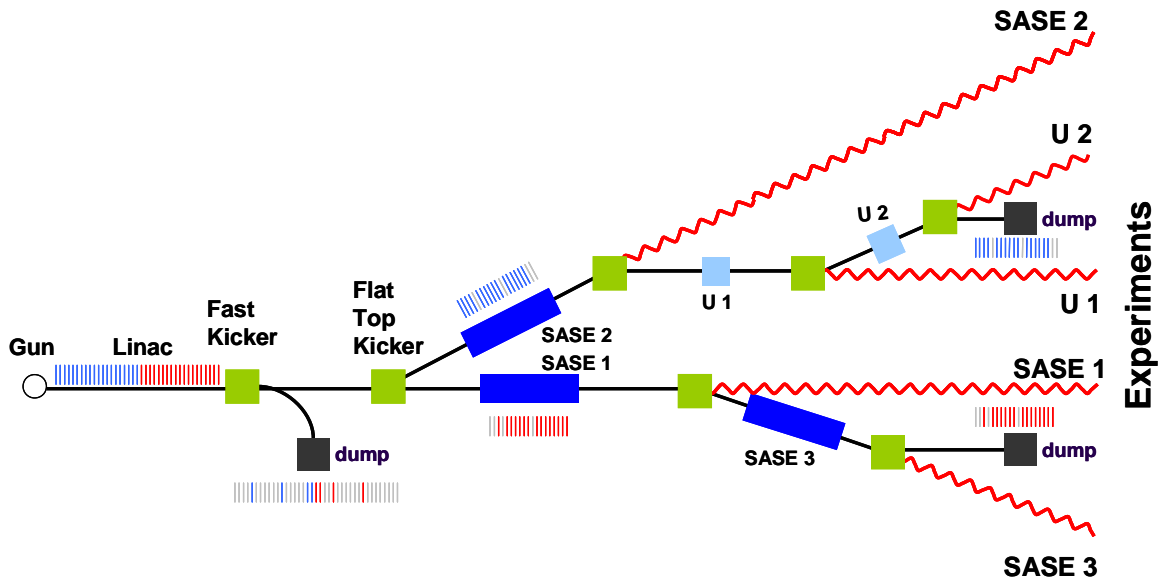 SASE 2
U 2
U 2
dump
Experiments
U 1
U 1
Fast
Kicker
Flat
Top
Kicker
SASE 2
SASE 1
Gun
Linac
SASE 1
dump
SASE 3
dump
SASE 3